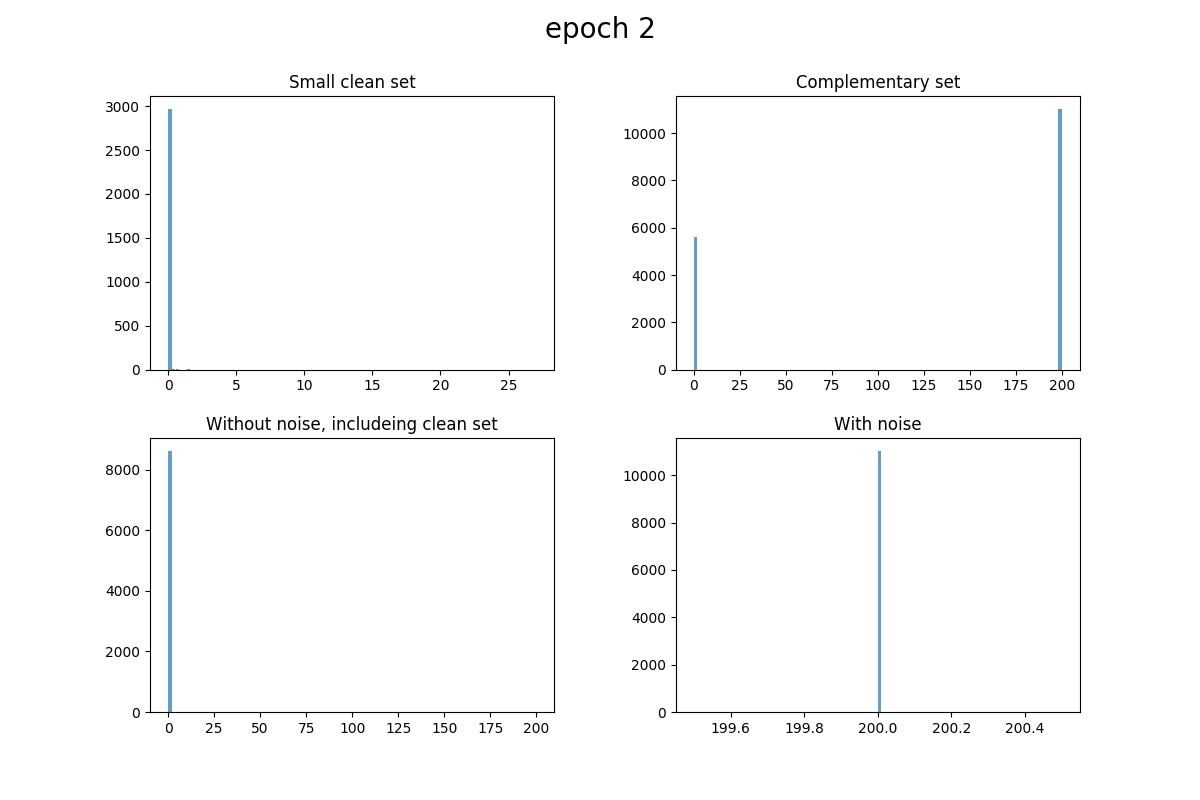 epoch 2
Small clean set
3000
2500
2000
1500
1000
500
0
0 5 10 15 20 25
Complementary set
10000
8000
6000
4000
2000
0
0 25 50 75 100 125 150 175 200
Without noise, includeing clean set
8000
6000
4000
2000
0
0 25 50 75 100 125 150 175 200
With noise
10000
8000
6000
4000
2000
0
199.6 199.8 200.0 200.2 200.4